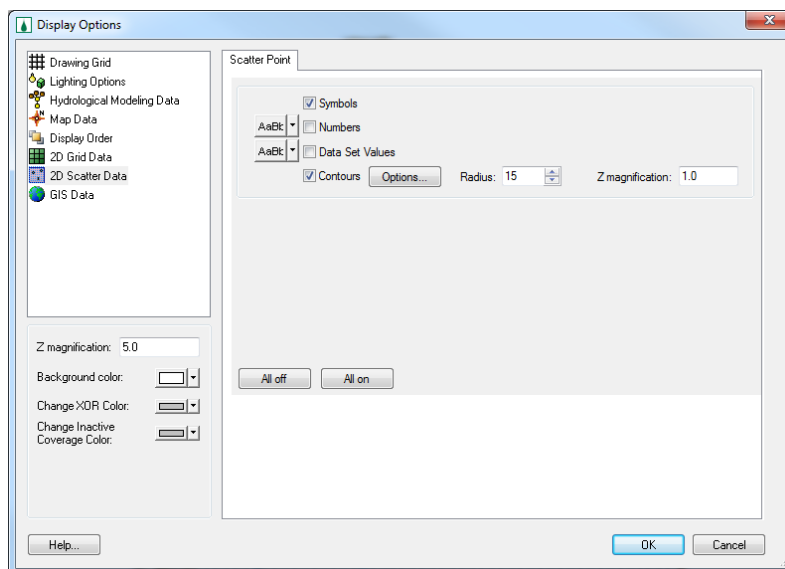 Display Options
Drawing Grid
Lighting Options
Hydrological Modeling Data
Map Data
Display Order
2D Grid Data
2D Scatter Data
GIS Data
Z magnification: 5.0
Background color:
Change XOR Color:
Change Inactive
Coverage Color:
Scatter Point
Symbols
AaBb Numbers
AaBb Data Set Values
Contours Options... Radius: 15 Z magnification: 1.0
All off All on
Help... OK Cancel